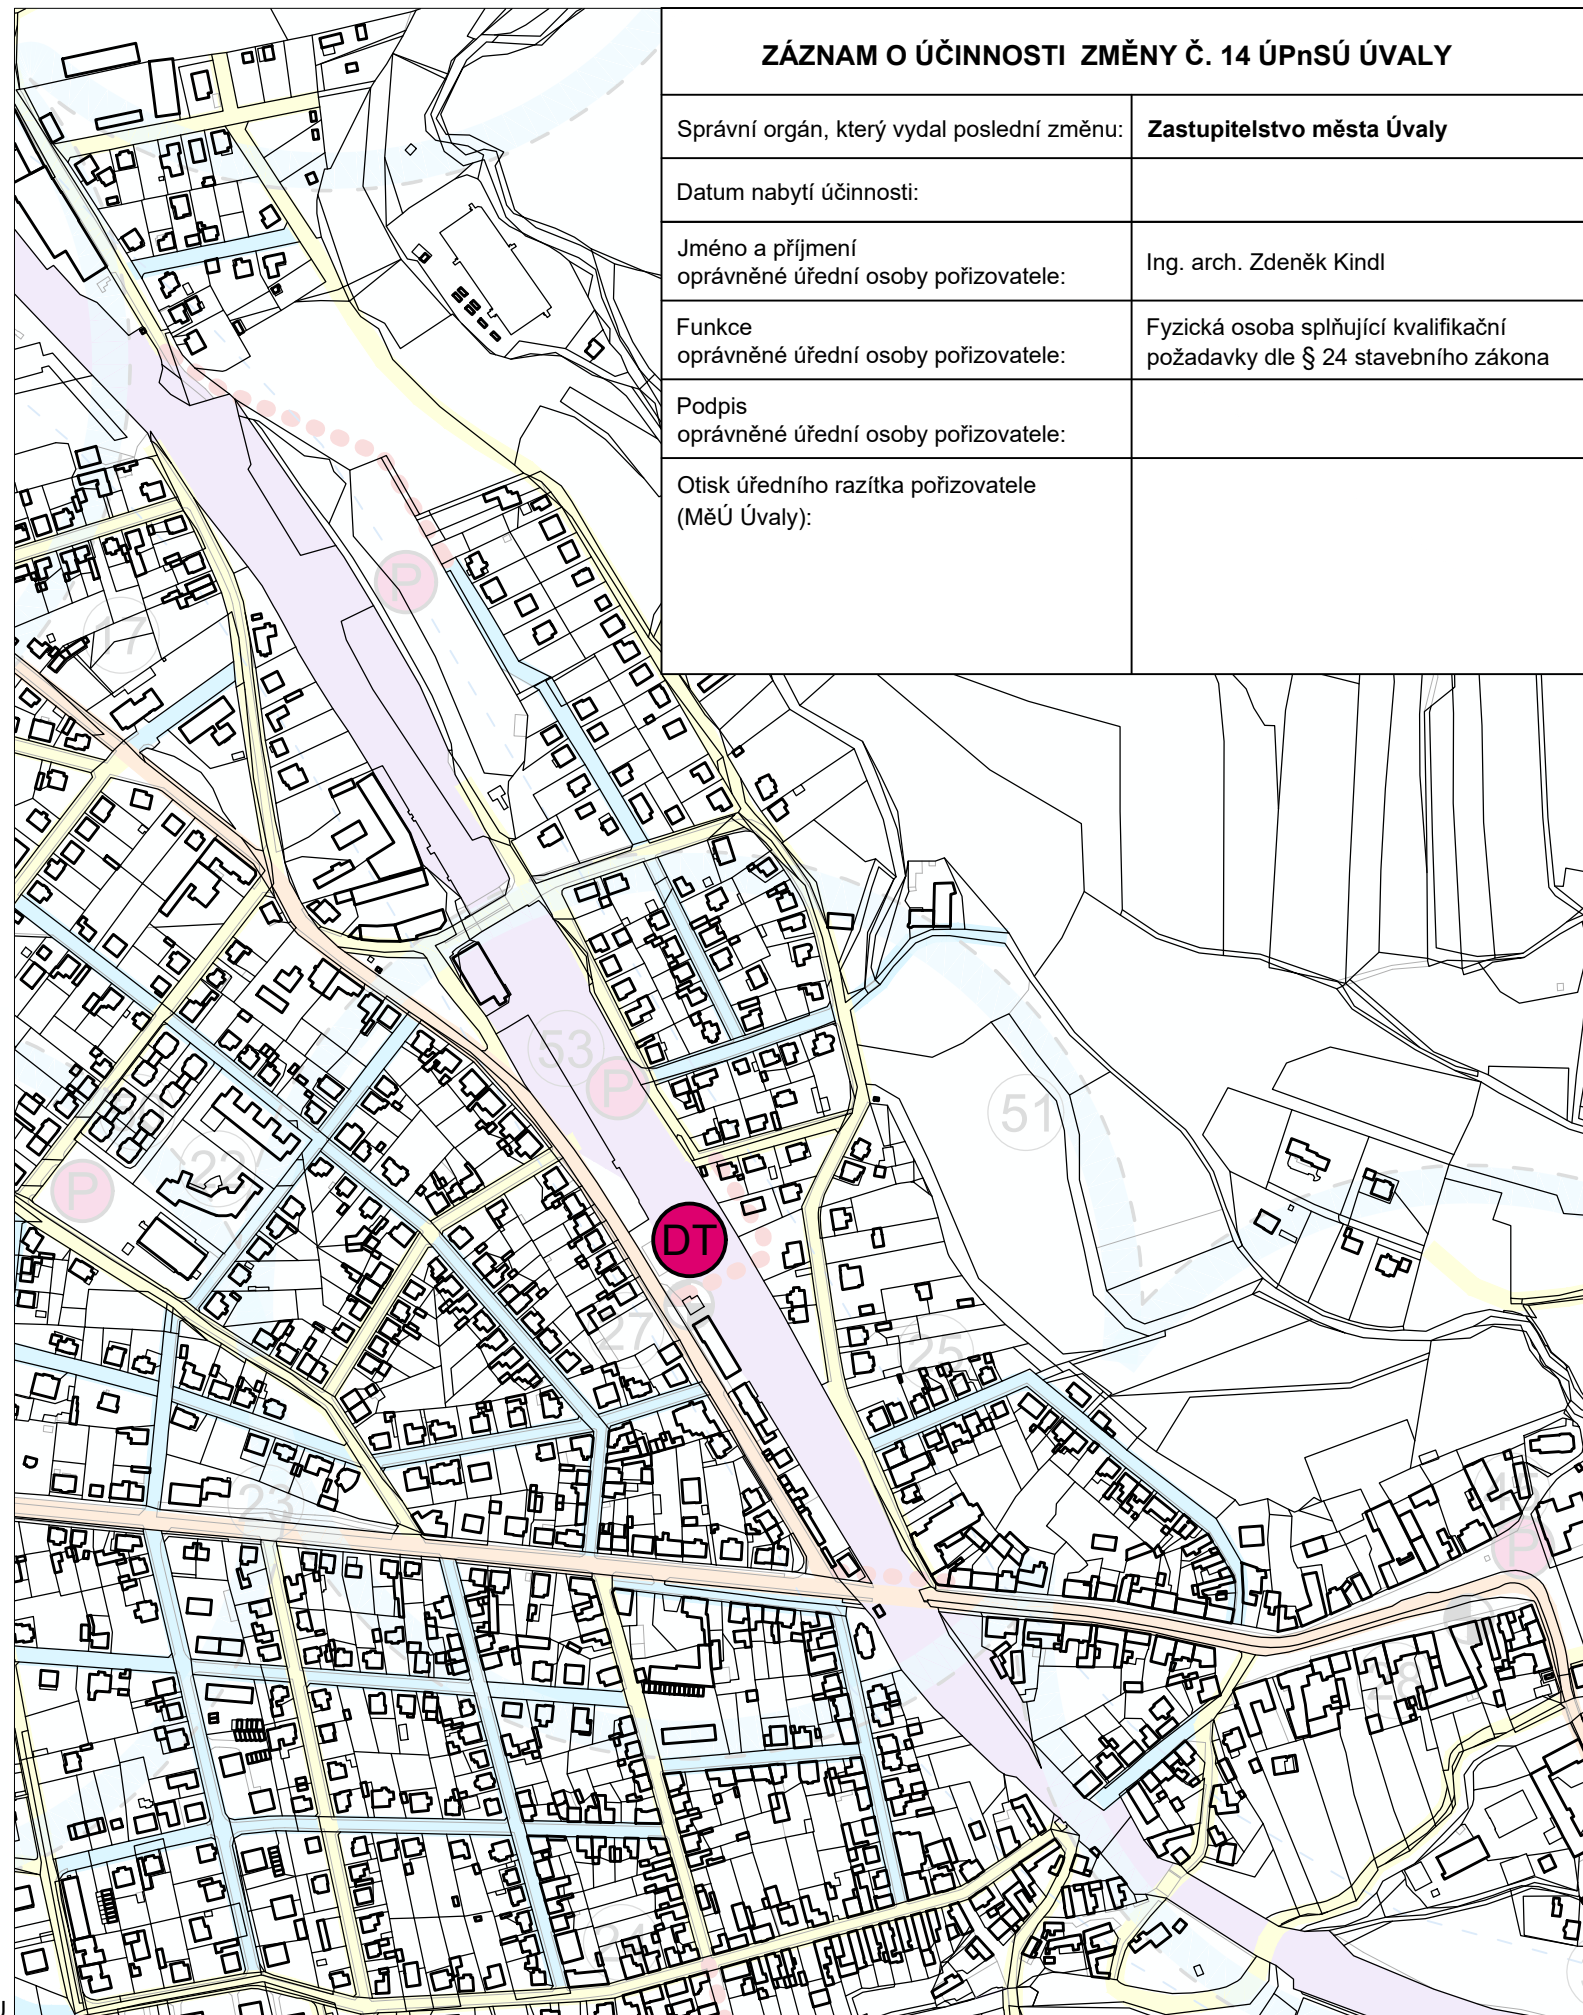 ZÁZNAM O ÚČINNOSTI ZMĚNY Č. 14 ÚPnSÚ ÚVALY
Správní orgán, který vydal poslední změnu:
Zastupitelstvo města Úvaly
Datum nabytí účinnosti:
Jméno a příjmení
oprávněné úřední osoby pořizovatele:
Ing. arch. Zdeněk Kindl
Funkce
oprávněné úřední osoby pořizovatele:
Fyzická osoba splňující kvalifikační
požadavky dle § 24 stavebního zákona
Podpis
oprávněné úřední osoby pořizovatele:
Otisk úředního razítka pořizovatele
(MěÚ Úvaly):
P
17
53
P
51
22
P
DT
27
25
23
45
P
28
24